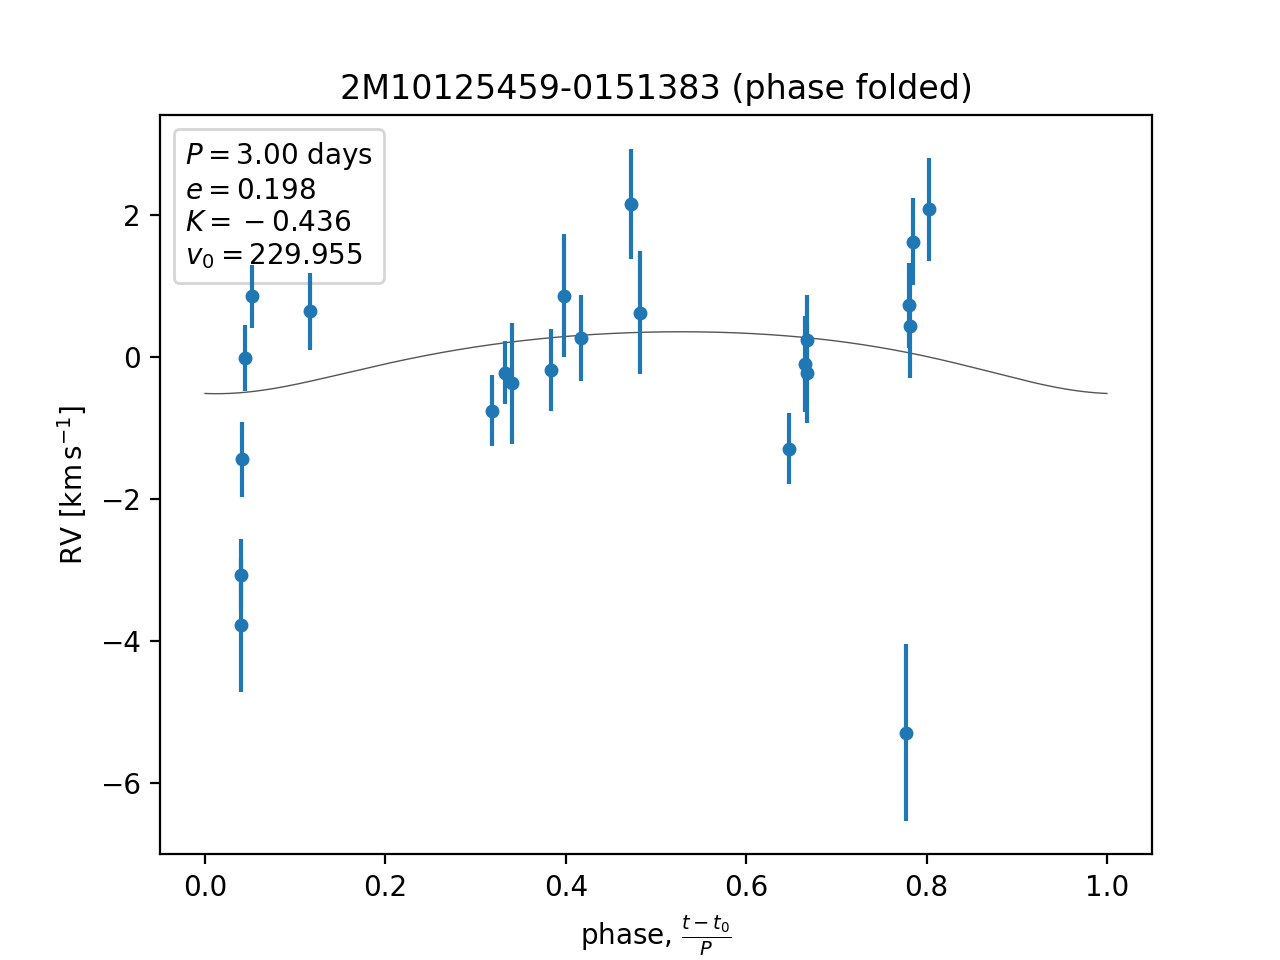 2M10125459-0151383 (phase folded)
P = 3.00 days
e = 0.198
K = −0.436
v₀ = 229.955
2
0
−2
−4
−6
RV [km s⁻¹]
0.0 0.2 0.4 0.6 0.8 1.0
phase, (t − t₀)/P